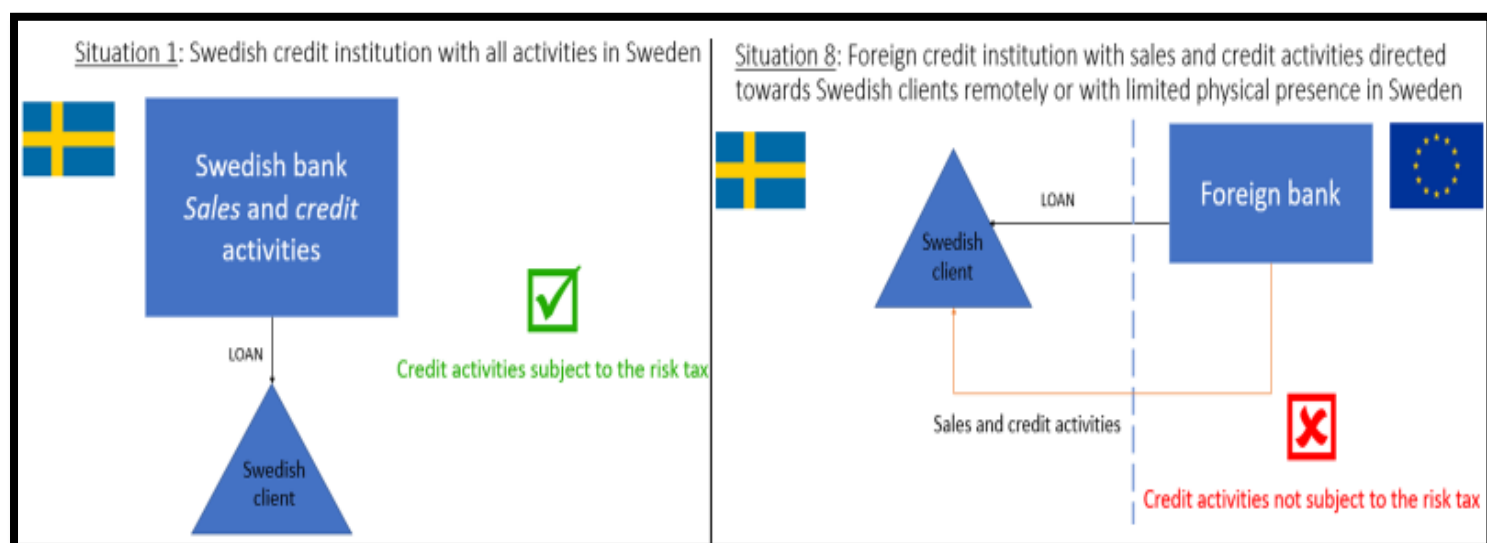 Situation 1: Swedish credit institution with all activities in Sweden
Swedish bank
Sales and credit
activities
LOAN
Credit activities subject to the risk tax
Swedish
client
Situation 8: Foreign credit institution with sales and credit activities directed
towards Swedish clients remotely or with limited physical presence in Sweden
LOAN
Foreign bank
Swedish
client
Sales and credit activities
Credit activities not subject to the risk tax